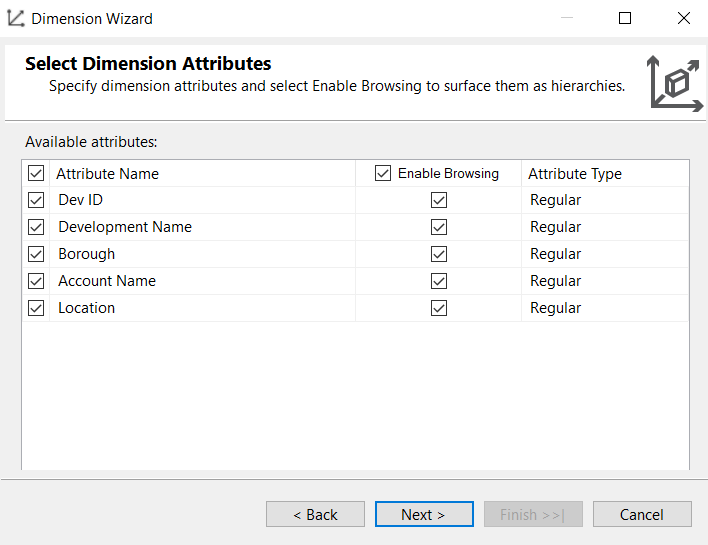 Dimension Wizard
Select Dimension Attributes
Specify dimension attributes and select Enable Browsing to surface them as hierarchies.
Available attributes:
Attribute Name Enable Browsing Attribute Type
Dev ID Regular
Development Name Regular
Borough Regular
Account Name Regular
Location Regular
< Back Next > Finish >>| Cancel